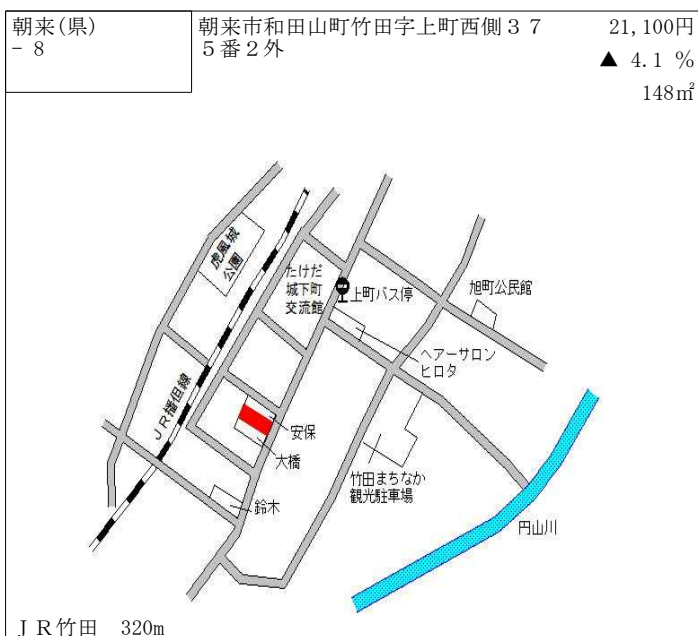 朝来(県)
－8
朝来市和田山町竹田字上町西側３７
５番２外
21,100円
▲ 4.1 %
148㎡
虎臥城
公園
たけだ
城下町
交流館
上町バス停
旭町公民館
ヘアーサロン
ヒロタ
ＪＲ播但線
安保
大橋
竹田まちなか
観光駐車場
鈴木
円山川
ＪＲ竹田　320m